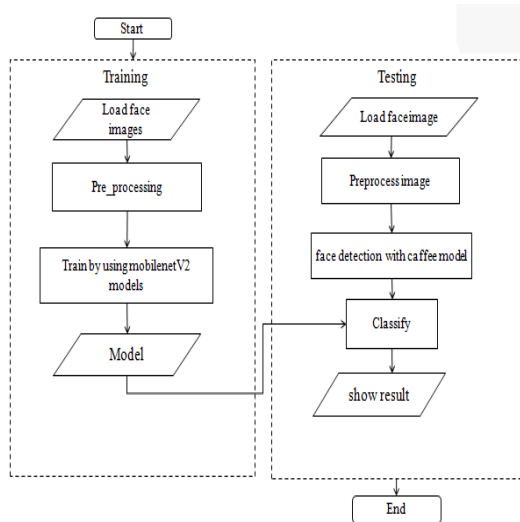 Start
Training
Load face
images
Pre_processing
Train by using mobilenetV2
models
Model
Testing
Load faceimage
Preprocess image
face detection with caffee model
Classify
show result
End